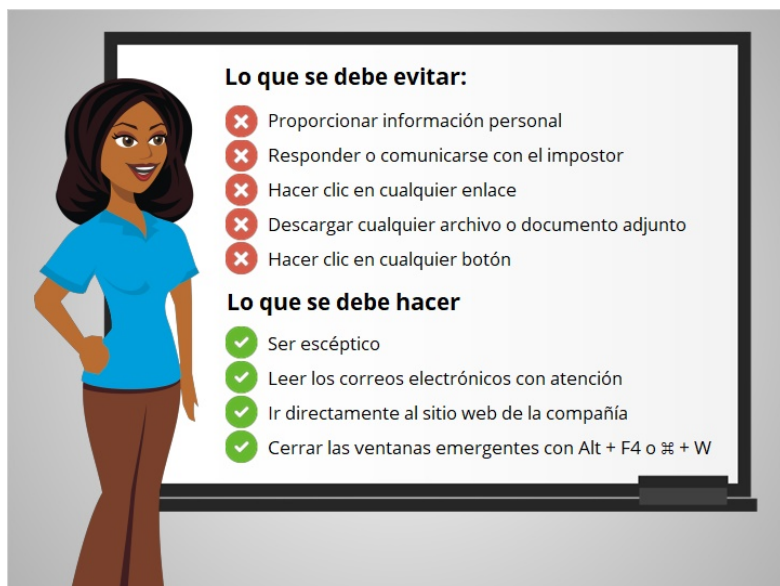 Lo que se debe evitar:
Proporcionar información personal
Responder o comunicarse con el impostor
Hacer clic en cualquier enlace
Descargar cualquier archivo o documento adjunto
Hacer clic en cualquier botón
Lo que se debe hacer
Ser escéptico
Leer los correos electrónicos con atención
Ir directamente al sitio web de la compañía
Cerrar las ventanas emergentes con Alt + F4 o ⌘ + W